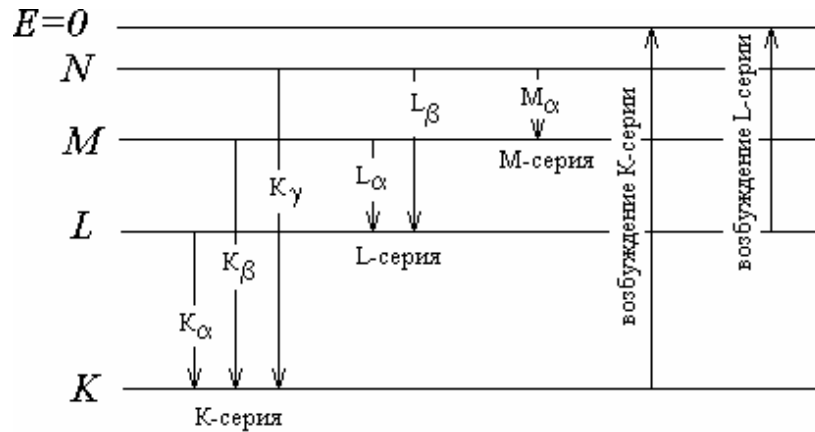 E=0
N
M
L
K
Kα
Kβ
Kγ
К-серия
Lα
Lβ
L-серия
Mα
М-серия
возбуждение К-серии
возбуждение L-серии